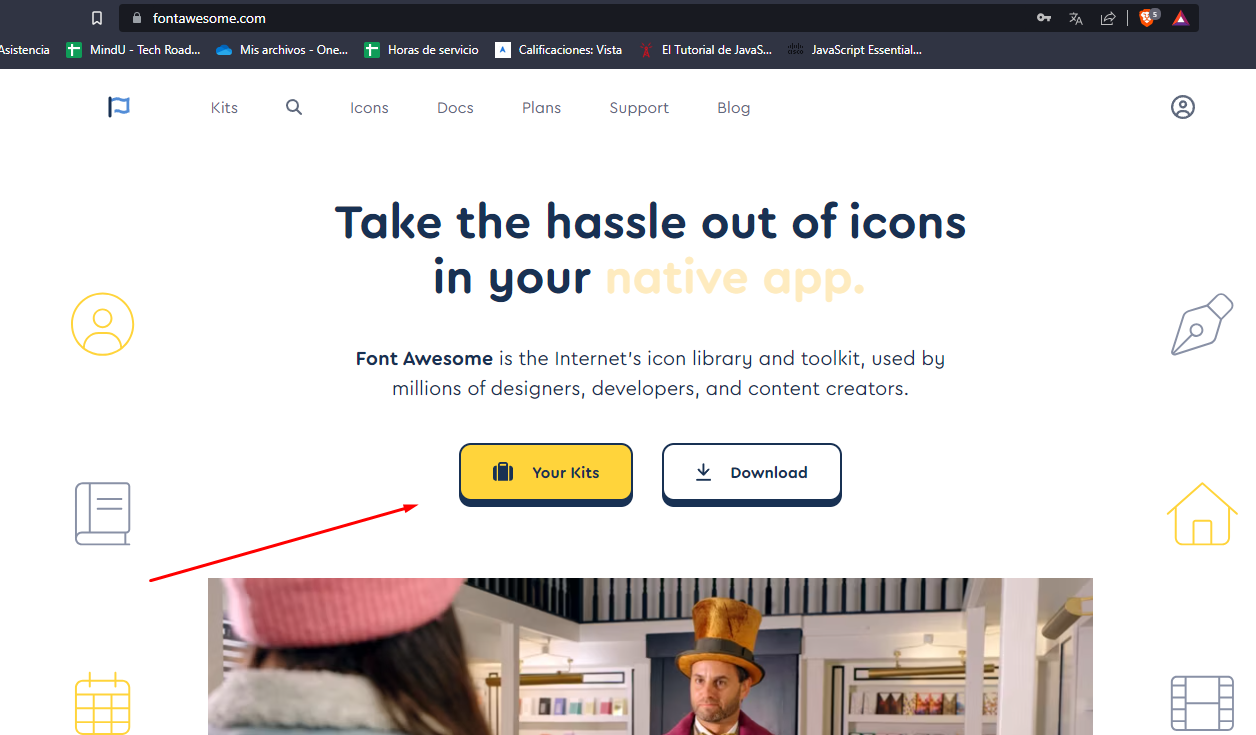 fontawesome.com
5
Asistencia
MindU - Tech Road...
Mis archivos - One...
Horas de servicio
Calificaciones: Vista
El Tutorial de JavaS...
JavaScript Essential...
Kits
Icons
Docs
Plans
Support
Blog
Take the hassle out of icons
in your native app.
Font Awesome is the Internet's icon library and toolkit, used by
millions of designers, developers, and content creators.
Your Kits
Download